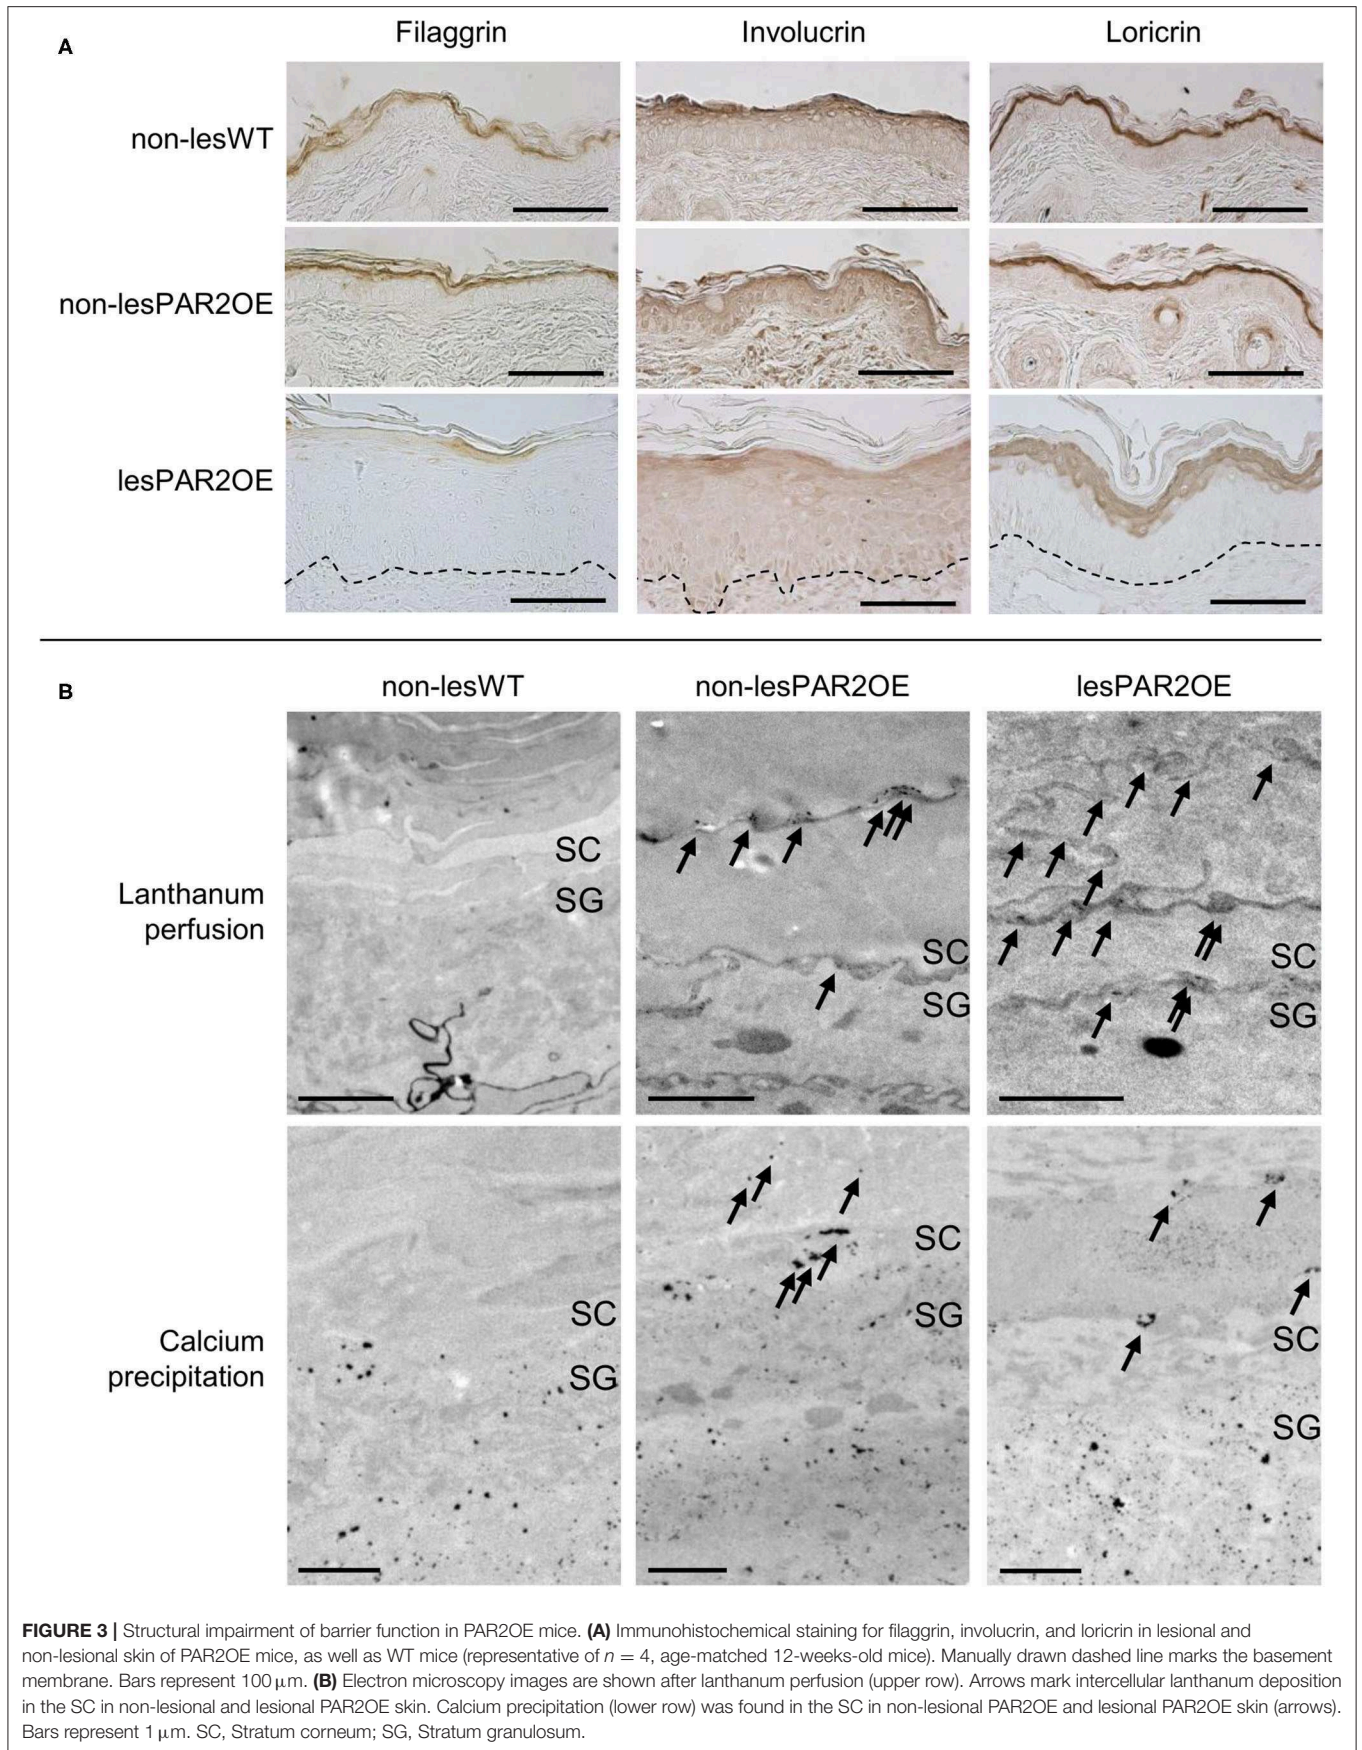 A
Filaggrin
Involucrin
Loricrin
non-lesWT
non-lesPAR2OE
lesPAR2OE
B
non-lesWT
non-lesPAR2OE
lesPAR2OE
Lanthanum
perfusion
SC
SG
SC
SG
SC
SG
Calcium
precipitation
SC
SG
SC
SG
SC
SG
FIGURE 3 | Structural impairment of barrier function in PAR2OE mice. (A) Immunohistochemical staining for filaggrin, involucrin, and loricrin in lesional and
non-lesional skin of PAR2OE mice, as well as WT mice (representative of n = 4, age-matched 12-weeks-old mice). Manually drawn dashed line marks the basement
membrane. Bars represent 100 μm. (B) Electron microscopy images are shown after lanthanum perfusion (upper row). Arrows mark intercellular lanthanum deposition
in the SC in non-lesional and lesional PAR2OE skin. Calcium precipitation (lower row) was found in the SC in non-lesional PAR2OE and lesional PAR2OE skin (arrows).
Bars represent 1 μm. SC, Stratum corneum; SG, Stratum granulosum.